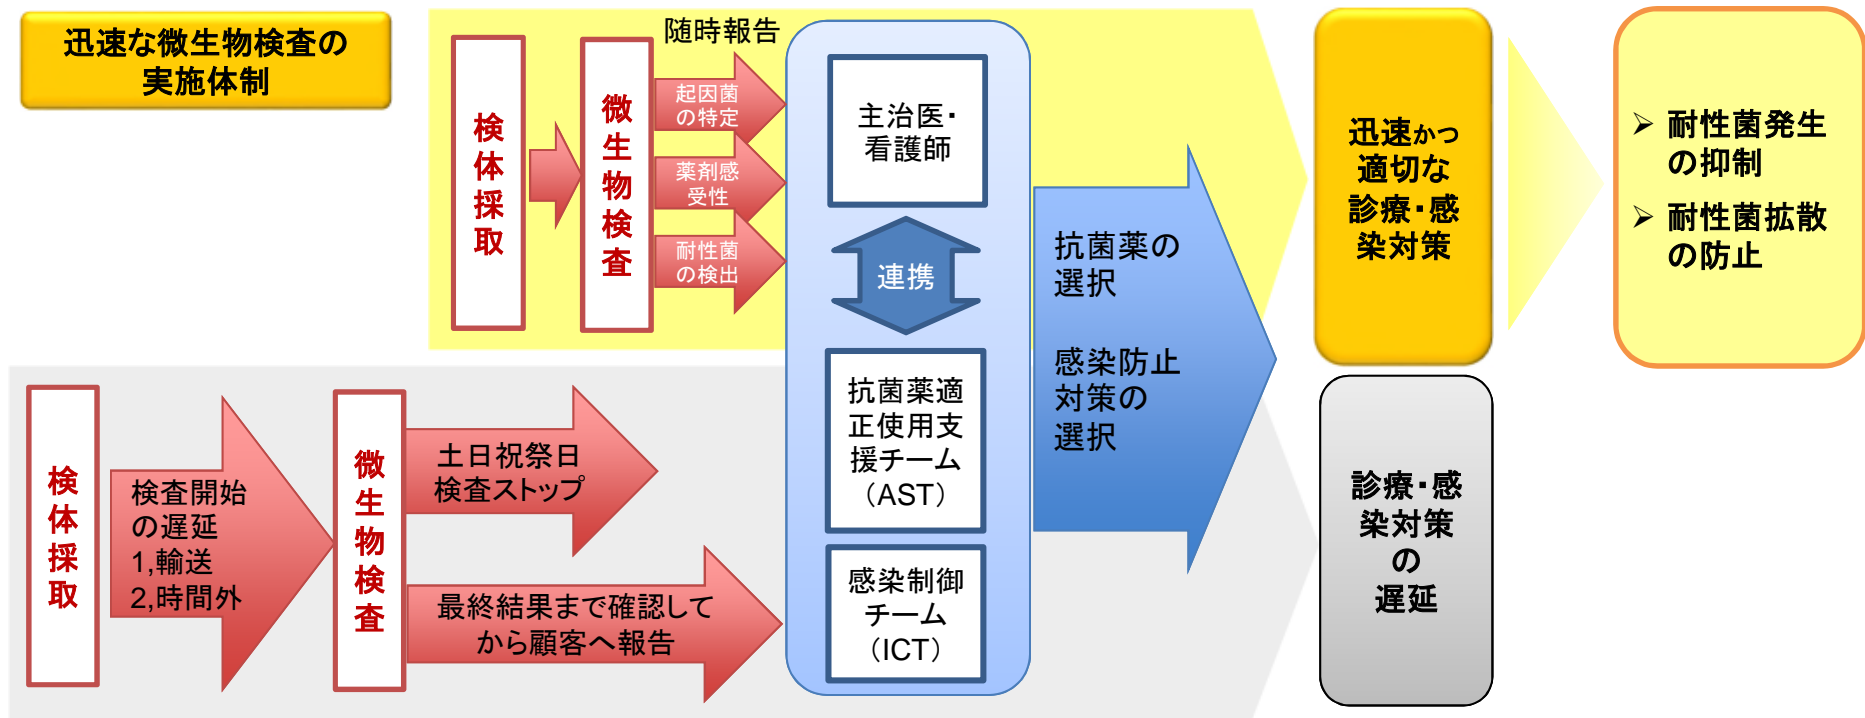 迅速な微生物検査の
実施体制
随時報告
検体採取
微生物検査
起因菌
の特定
薬剤感
受性
耐性菌
の検出
主治医・
看護師
連携
抗菌薬適
正使用支
援チーム
（AST）
感染制御
チーム
（ICT）
抗菌薬の
選択
感染防止
対策の
選択
迅速かつ
適切な
診療・感
染対策
➢ 耐性菌発生
の抑制
➢ 耐性菌拡散
の防止
検体採取
検査開始
の遅延
1,輸送
2,時間外
微生物検査
土日祝祭日
検査ストップ
最終結果まで確認して
から顧客へ報告
診療・感
染対策
の
遅延